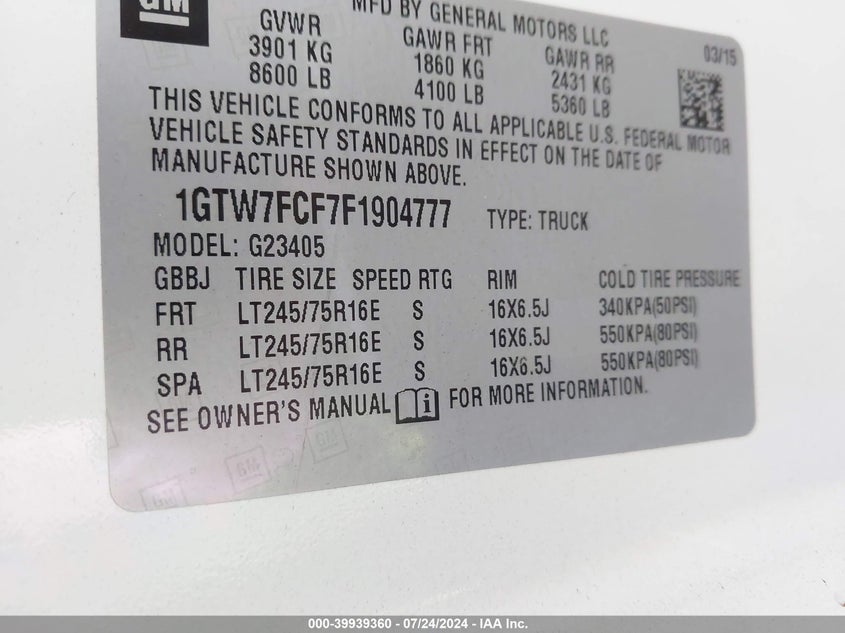 GM
MFD BY GENERAL MOTORS LLC
03/15
GVWR GAWR FRT GAWR RR
3901 KG 1860 KG 2431 KG
8600 LB 4100 LB 5360 LB
THIS VEHICLE CONFORMS TO ALL APPLICABLE U.S. FEDERAL MOTOR
VEHICLE SAFETY STANDARDS IN EFFECT ON THE DATE OF
MANUFACTURE SHOWN ABOVE.
1GTW7FCF7F1904777 TYPE: TRUCK
MODEL: G23405
GBBJ TIRE SIZE SPEED RTG RIM COLD TIRE PRESSURE
FRT LT245/75R16E S 16X6.5J 340KPA(50PSI)
RR LT245/75R16E S 16X6.5J 550KPA(80PSI)
SPA LT245/75R16E S 16X6.5J 550KPA(80PSI)
SEE OWNER'S MANUAL i FOR MORE INFORMATION.
000-39939360 - 07/24/2024 - IAA Inc.